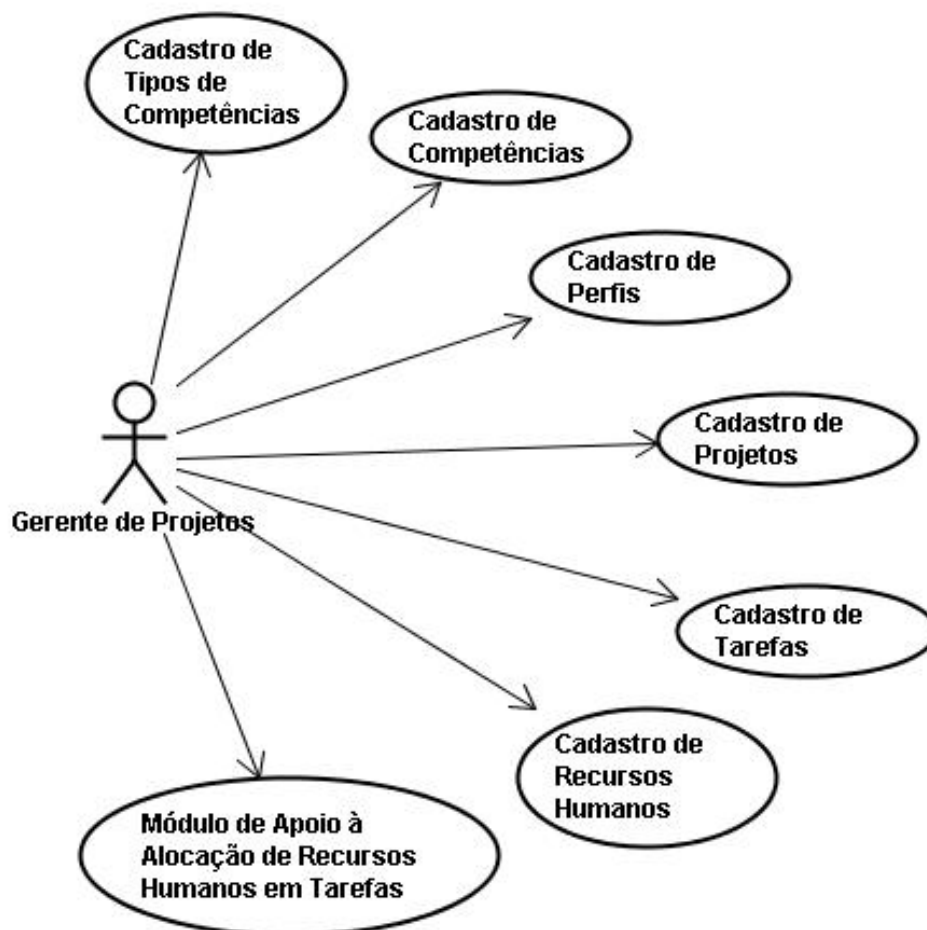 Cadastro de
Tipos de
Competências
Cadastro de
Competências
Cadastro de
Perfis
Cadastro de
Projetos
Gerente de Projetos
Cadastro de
Tarefas
Cadastro de
Recursos
Humanos
Módulo de Apoio à
Alocação de Recursos
Humanos em Tarefas